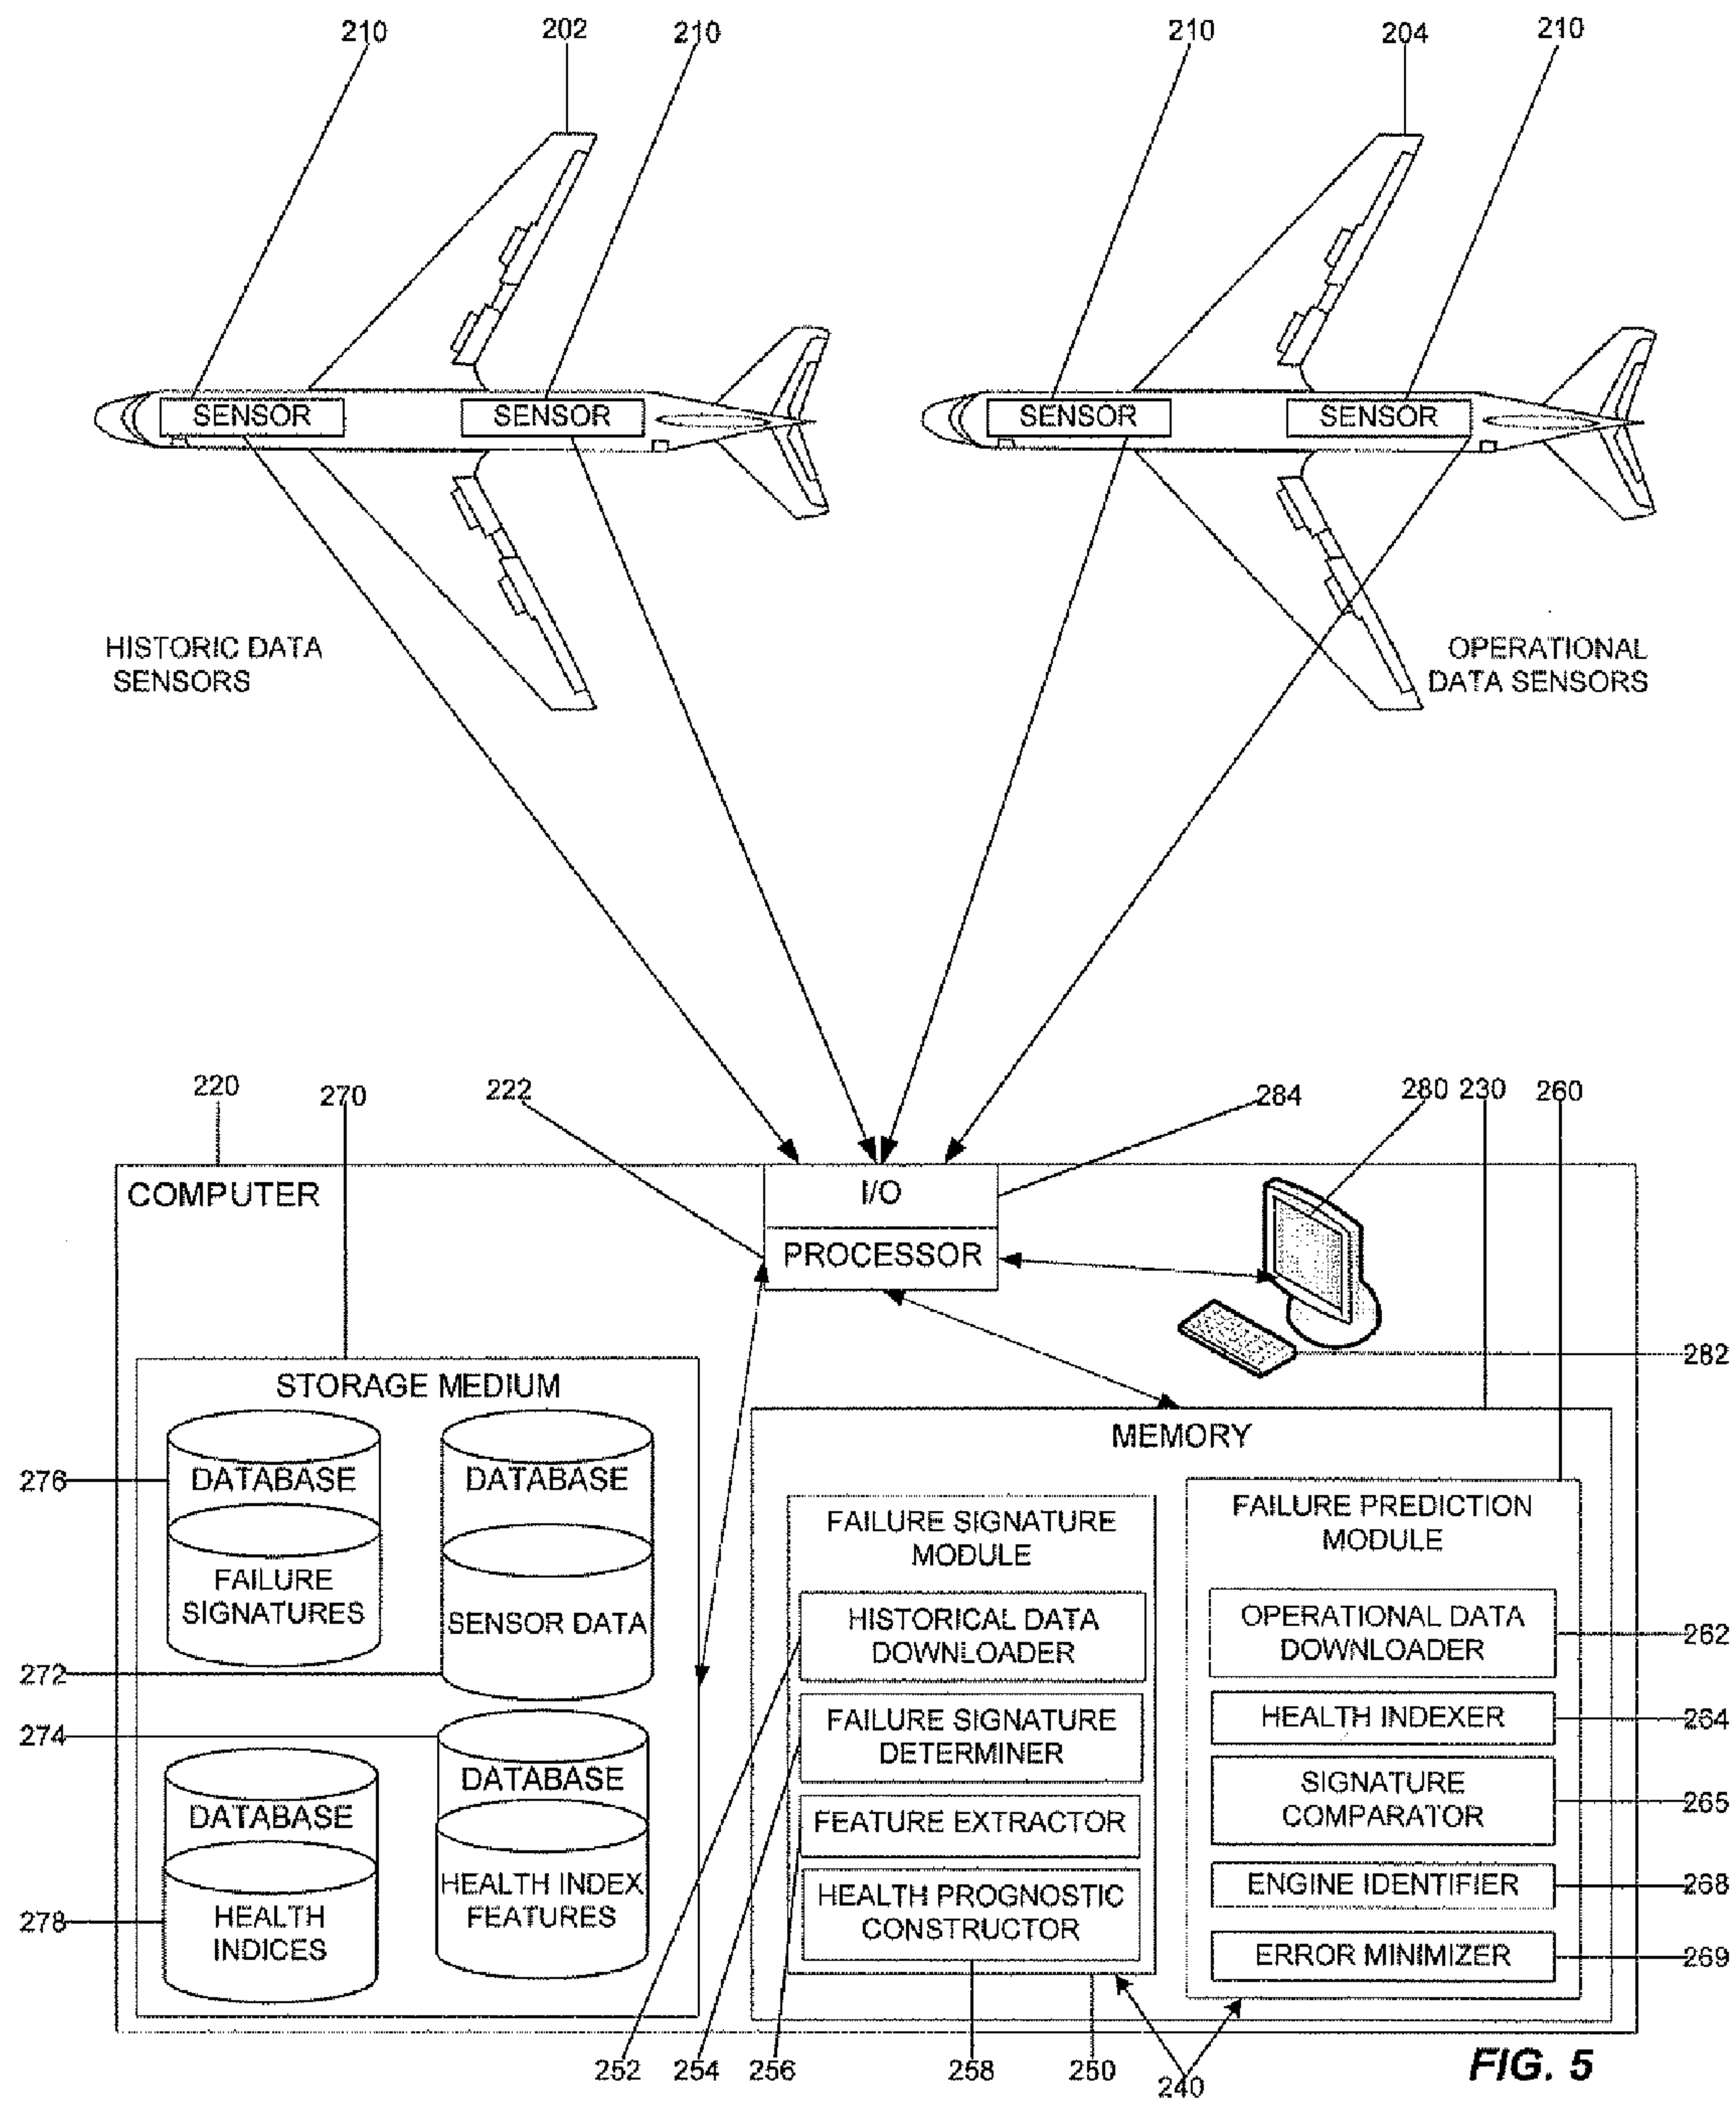 210
202
210
210
204
210
SENSOR
SENSOR
SENSOR
SENSOR
HISTORIC DATA
SENSORS
OPERATIONAL
DATA SENSORS
220
270
222
284
280
230
260
COMPUTER
I/O
PROCESSOR
282
STORAGE MEDIUM
276
DATABASE
FAILURE
SIGNATURES
DATABASE
SENSOR DATA
272
274
DATABASE
HEALTH INDEX
FEATURES
DATABASE
HEALTH
INDICES
278
MEMORY
FAILURE SIGNATURE
MODULE
HISTORICAL DATA
DOWNLOADER
FAILURE SIGNATURE
DETERMINER
FEATURE EXTRACTOR
HEALTH PROGNOSTIC
CONSTRUCTOR
FAILURE PREDICTION
MODULE
OPERATIONAL DATA
DOWNLOADER
262
HEALTH INDEXER
264
SIGNATURE
COMPARATOR
266
ENGINE IDENTIFIER
268
ERROR MINIMIZER
269
252
254
256
258
250
240
FIG. 5